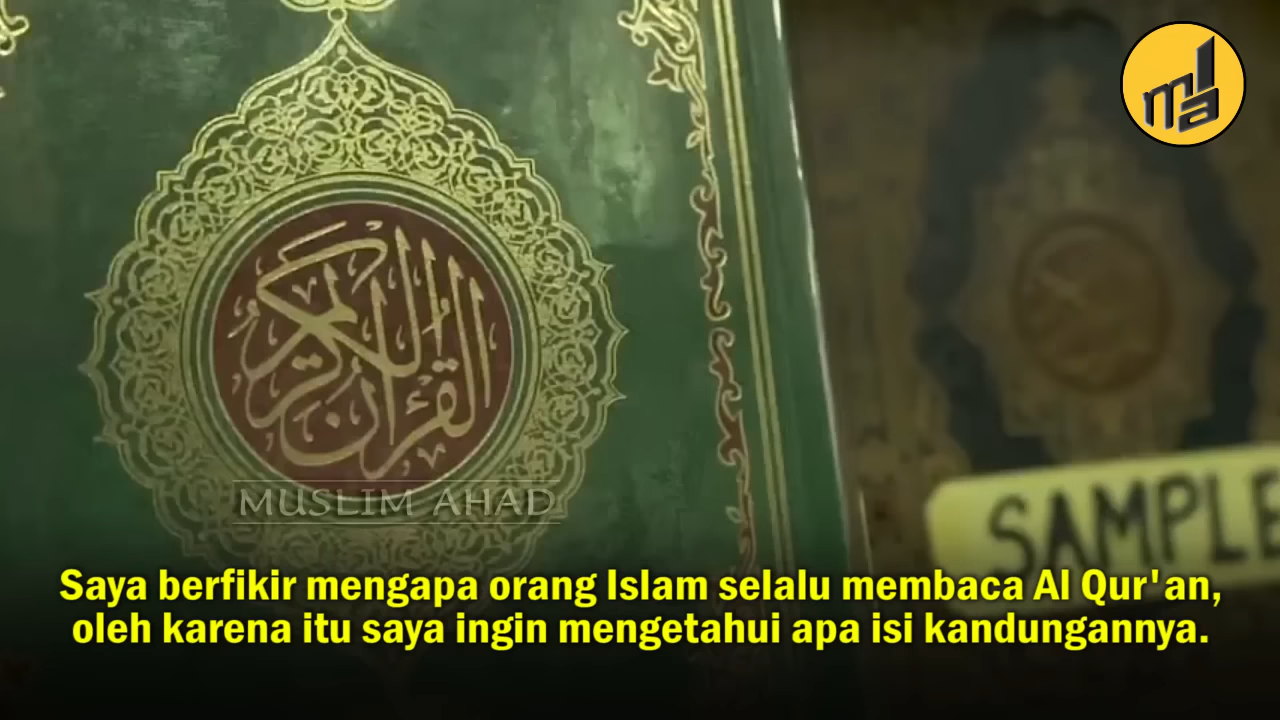 القرآن الكريم
SAMPLE
MUSLIM AHAD
Saya berfikir mengapa orang Islam selalu membaca Al Qur'an,
oleh karena itu saya ingin mengetahui apa isi kandungannya.